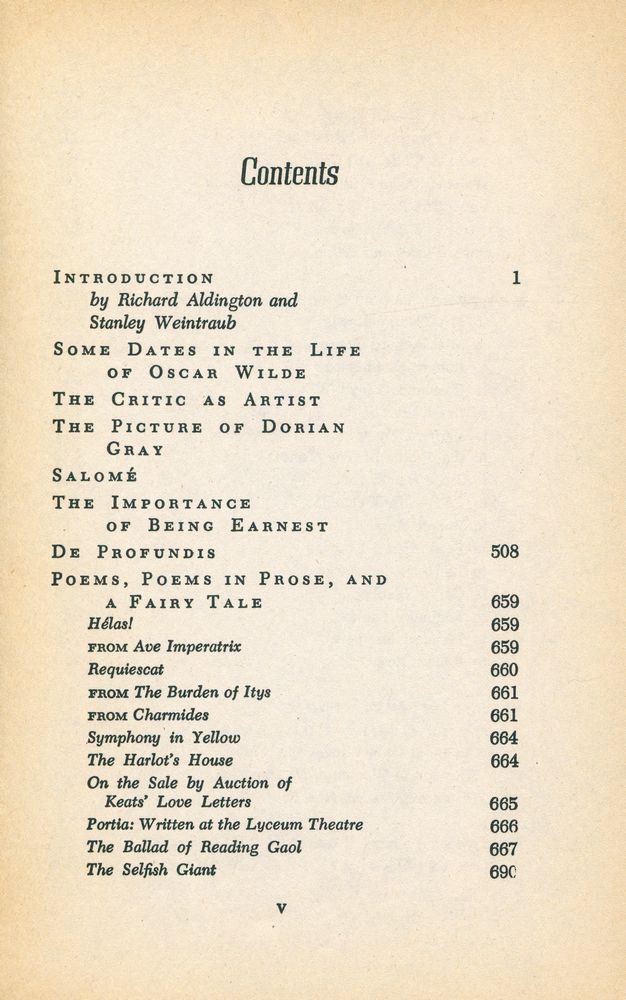 Contents
INTRODUCTION 1
by Richard Aldington and
Stanley Weintraub
SOME DATES IN THE LIFE
OF OSCAR WILDE
THE CRITIC AS ARTIST
THE PICTURE OF DORIAN
GRAY
SALOMÉ
THE IMPORTANCE
OF BEING EARNEST
DE PROFUNDIS 508
POEMS, POEMS IN PROSE, AND
A FAIRY TALE 659
Hélas! 659
FROM Ave Imperatrix 659
Requiescat 660
FROM The Burden of Itys 661
FROM Charmides 661
Symphony in Yellow 664
The Harlot's House 664
On the Sale by Auction of
Keats' Love Letters 665
Portia: Written at the Lyceum Theatre 666
The Ballad of Reading Gaol 667
The Selfish Giant 690
v